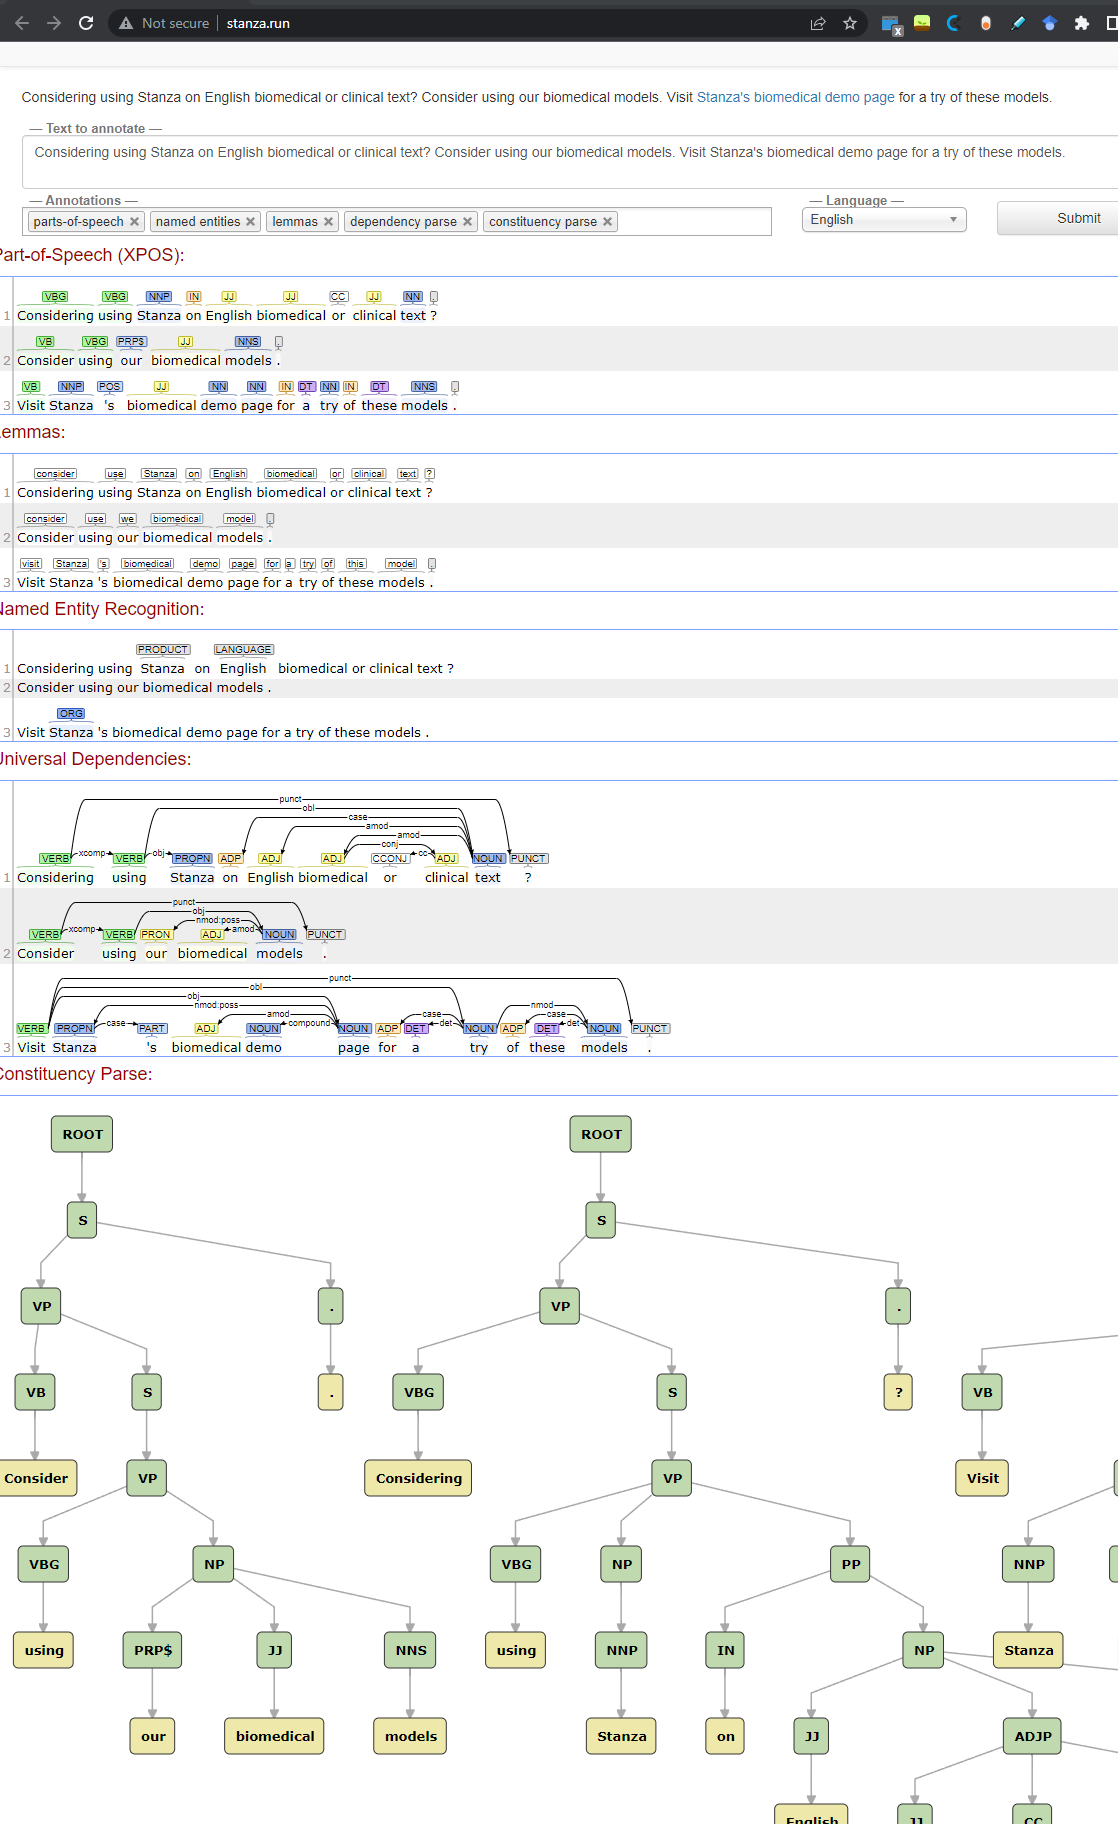 Not secure | stanza.run
Considering using Stanza on English biomedical or clinical text? Consider using our biomedical models. Visit Stanza's biomedical demo page for a try of these models.
— Text to annotate —
Considering using Stanza on English biomedical or clinical text? Consider using our biomedical models. Visit Stanza's biomedical demo page for a try of these models.
— Annotations — — Language —
parts-of-speech × named entities × lemmas × dependency parse × constituency parse × English Submit
Part-of-Speech (XPOS):
VBG VBG NNP IN JJ JJ CC JJ NN .
1 Considering using Stanza on English biomedical or clinical text ?
VB VBG PRP$ JJ NNS .
2 Consider using our biomedical models .
VB NNP POS JJ NN NN IN DT NN IN DT NNS .
3 Visit Stanza 's biomedical demo page for a try of these models .
emmas:
consider use Stanza on English biomedical or clinical text ?
1 Considering using Stanza on English biomedical or clinical text ?
consider use we biomedical model .
2 Consider using our biomedical models .
visit Stanza 's biomedical demo page for a try of this model .
3 Visit Stanza 's biomedical demo page for a try of these models .
Named Entity Recognition:
PRODUCT LANGUAGE
1 Considering using Stanza on English biomedical or clinical text ?
2 Consider using our biomedical models .
ORG
3 Visit Stanza 's biomedical demo page for a try of these models .
Universal Dependencies:
punct
obl
case
amod
amod
conj
xcomp obj cc
VERB VERB PROPN ADP ADJ ADJ CCONJ ADJ NOUN PUNCT
1 Considering using Stanza on English biomedical or clinical text ?
punct
obj
nmod:poss
xcomp amod
VERB VERB PRON ADJ NOUN PUNCT
2 Consider using our biomedical models .
punct
obl
obj
nmod:poss nmod
amod case case
case compound det det
VERB PROPN PART ADJ NOUN NOUN ADP DET NOUN ADP DET NOUN PUNCT
3 Visit Stanza 's biomedical demo page for a try of these models .
Constituency Parse:
ROOT ROOT
S S
VP . VP .
VB S . VBG S ? VB
Consider VP Considering VP Visit
VBG NP VBG NP PP NNP
using PRP$ JJ NNS using NNP IN NP Stanza
our biomedical models Stanza on JJ ADJP
English JJ CC